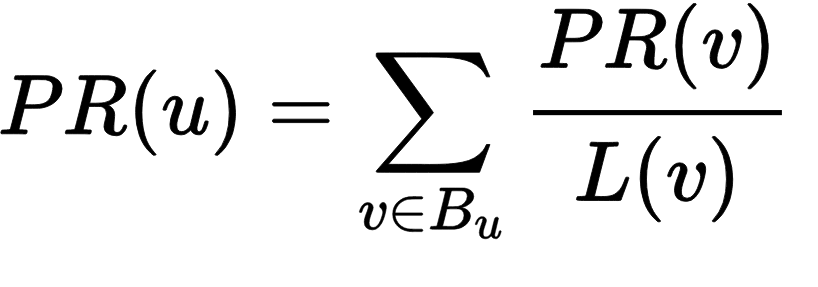 PR(u) = ∑_{v∈B_u} PR(v)/L(v)